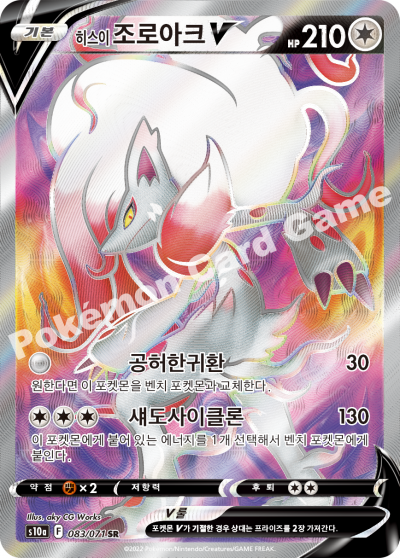 기본
히스이 조로아크 V
HP 210
Pokémon Card Game
공허한귀환 30
원한다면 이 포켓몬을 벤치 포켓몬과 교체한다.
섀도사이클론 130
이 포켓몬에게 붙어 있는 에너지를 1개 선택해서 벤치 포켓몬에게
붙인다.
약점 ×2 저항력 후퇴
Illus. aky CG Works
V룰
s10a F 083/071 SR
포켓몬 V가 기절한 경우 상대는 프라이즈를 2장 가져간다.
©2022 Pokémon/Nintendo/Creatures/GAME FREAK.